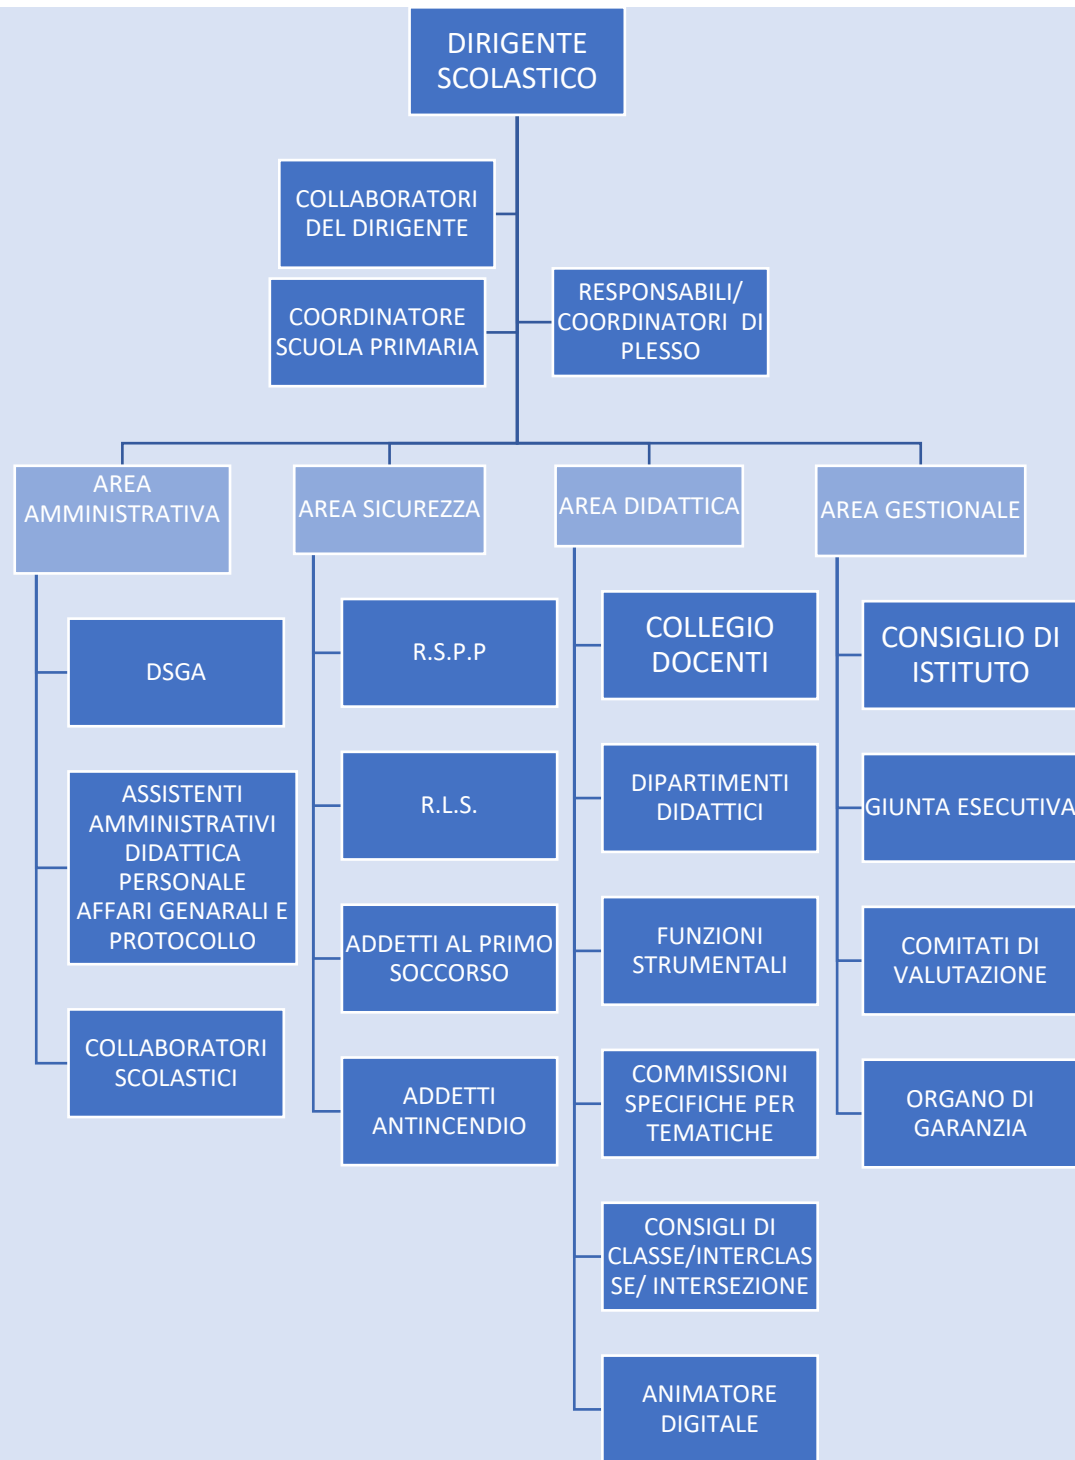 DIRIGENTE
SCOLASTICO
COLLABORATORI
DEL DIRIGENTE
COORDINATORE
SCUOLA PRIMARIA
RESPONSABILI/
COORDINATORI DI
PLESSO
AREA
AMMINISTRATIVA
DSGA
ASSISTENTI
AMMINISTRATIVI
DIDATTICA
PERSONALE
AFFARI GENARALI E
PROTOCOLLO
COLLABORATORI
SCOLASTICI
AREA SICUREZZA
R.S.P.P
R.L.S.
ADDETTI AL PRIMO
SOCCORSO
ADDETTI
ANTINCENDIO
AREA DIDATTICA
COLLEGIO
DOCENTI
DIPARTIMENTI
DIDATTICI
FUNZIONI
STRUMENTALI
COMMISSIONI
SPECIFICHE PER
TEMATICHE
CONSIGLI DI
CLASSE/INTERCLAS
SE/ INTERSEZIONE
ANIMATORE
DIGITALE
AREA GESTIONALE
CONSIGLIO DI
ISTITUTO
GIUNTA ESECUTIVA
COMITATI DI
VALUTAZIONE
ORGANO DI
GARANZIA